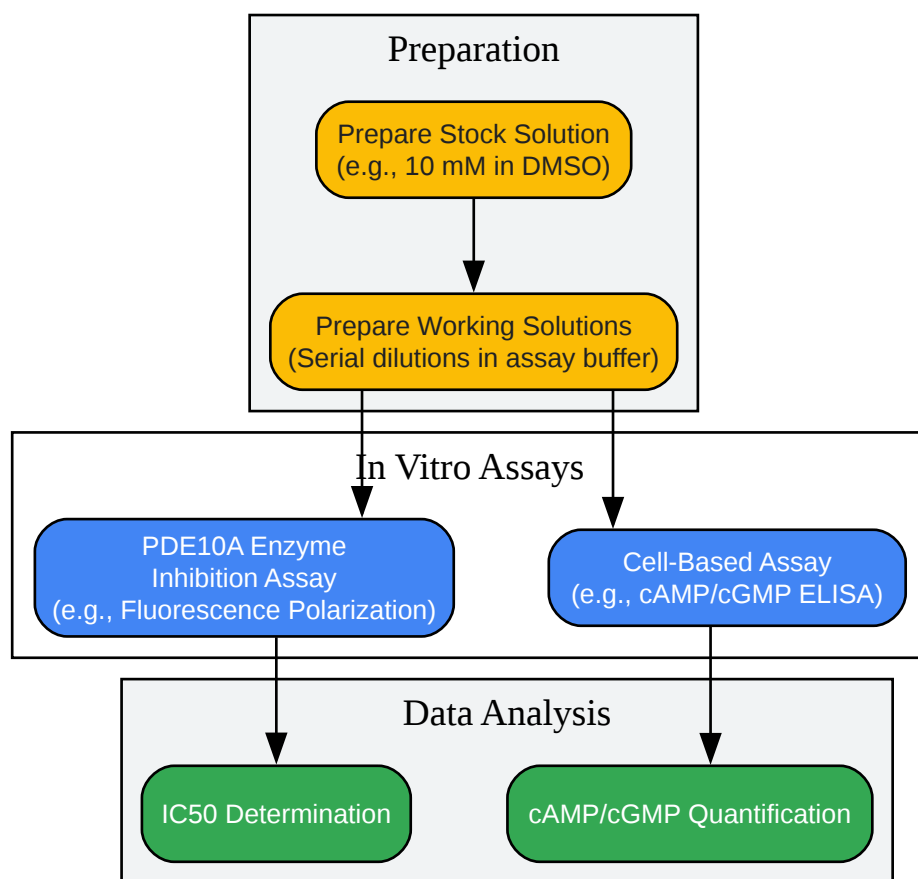 Preparation
Prepare Stock Solution
(e.g., 10 mM in DMSO)
Prepare Working Solutions
(Serial dilutions in assay buffer)
In Vitro Assays
PDE10A Enzyme
Inhibition Assay
(e.g., Fluorescence Polarization)
Cell-Based Assay
(e.g., cAMP/cGMP ELISA)
Data Analysis
IC50 Determination
cAMP/cGMP Quantification